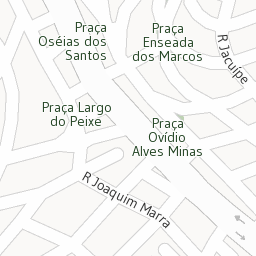 Praça
Oséias dos
Santos
Praça
Enseada
dos Marcos
R Jacuípe
Praça Largo
do Peixe
Praça
Ovídio
Alves Minas
R Joaquim Marra